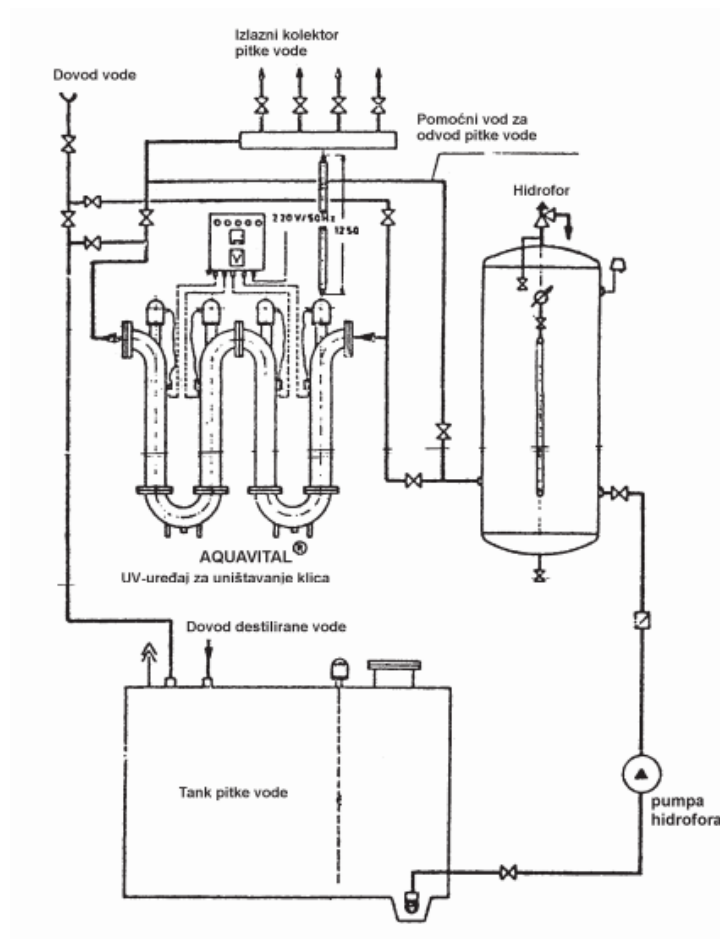 Izlazni kolektor
pitke vode
Dovod vode
Pomoćni vod za
odvod pitke vode
Hidrofor
220V/50Hz
1250
AQUAVITAL®
UV-uređaj za uništavanje klica
Dovod destilirane vode
Tank pitke vode
pumpa
hidrofora